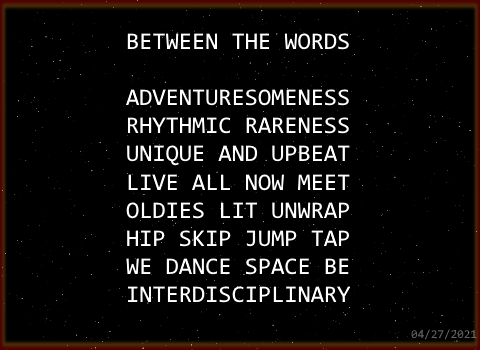 BETWEEN THE WORDS
ADVENTURESOMENESS
RHYTHMIC RARENESS
UNIQUE AND UPBEAT
LIVE ALL NOW MEET
OLDIES LIT UNWRAP
HIP SKIP JUMP TAP
WE DANCE SPACE BE
INTERDISCIPLINARY
04/27/2021